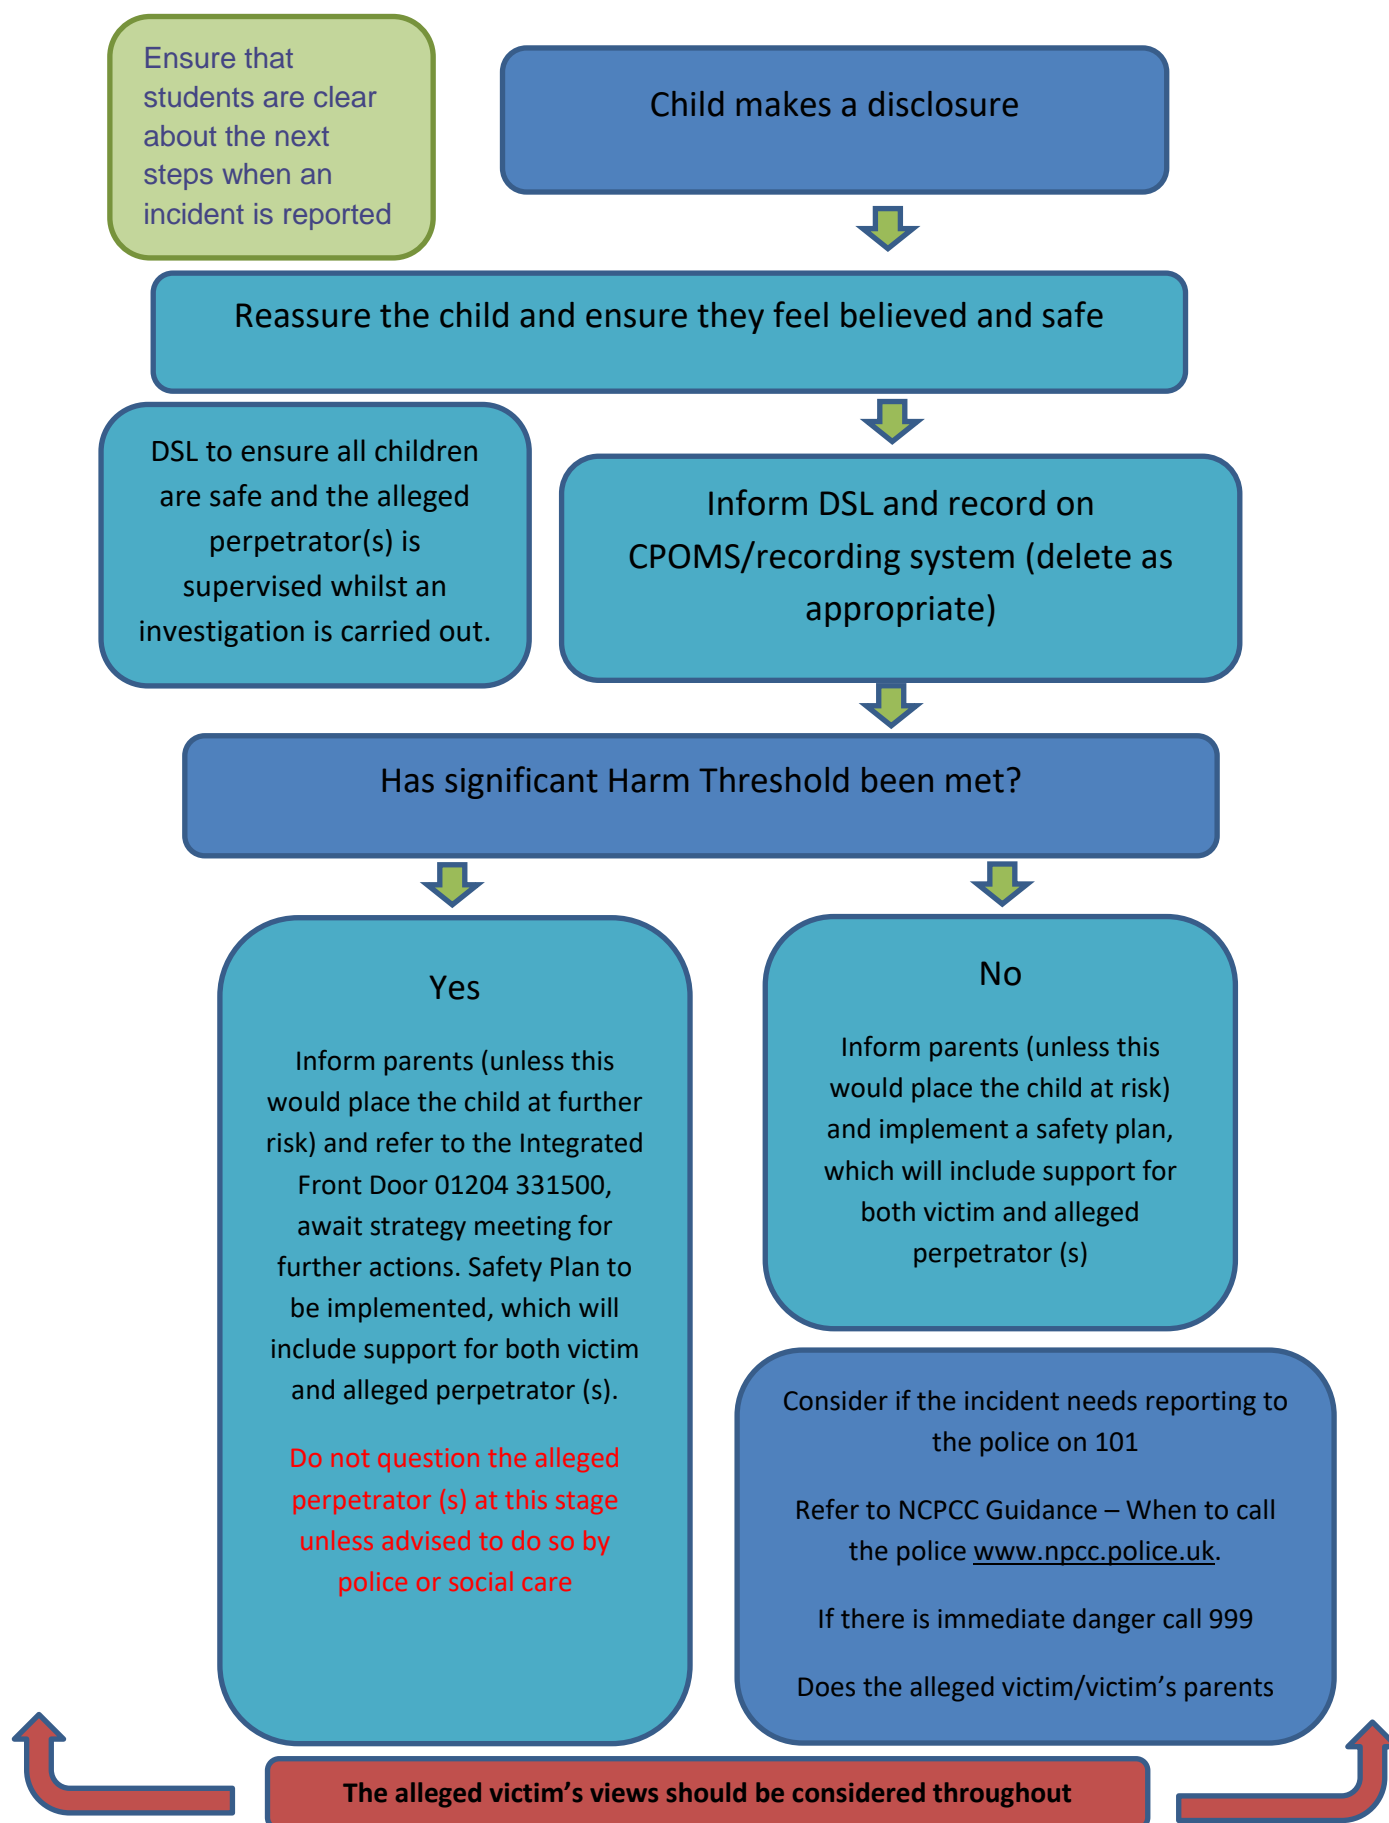 Ensure that
students are clear
about the next
steps when an
incident is reported
Child makes a disclosure
Reassure the child and ensure they feel believed and safe
DSL to ensure all children
are safe and the alleged
perpetrator(s) is
supervised whilst an
investigation is carried out.
Inform DSL and record on
CPOMS/recording system (delete as
appropriate)
Has significant Harm Threshold been met?
Yes
Inform parents (unless this
would place the child at further
risk) and refer to the Integrated
Front Door 01204 331500,
await strategy meeting for
further actions. Safety Plan to
be implemented, which will
include support for both victim
and alleged perpetrator (s).
Do not question the alleged
perpetrator (s) at this stage
unless advised to do so by
police or social care
No
Inform parents (unless this
would place the child at risk)
and implement a safety plan,
which will include support for
both victim and alleged
perpetrator (s)
Consider if the incident needs reporting to
the police on 101
Refer to NCPCC Guidance – When to call
the police www.npcc.police.uk.
If there is immediate danger call 999
Does the alleged victim/victim’s parents
The alleged victim’s views should be considered throughout